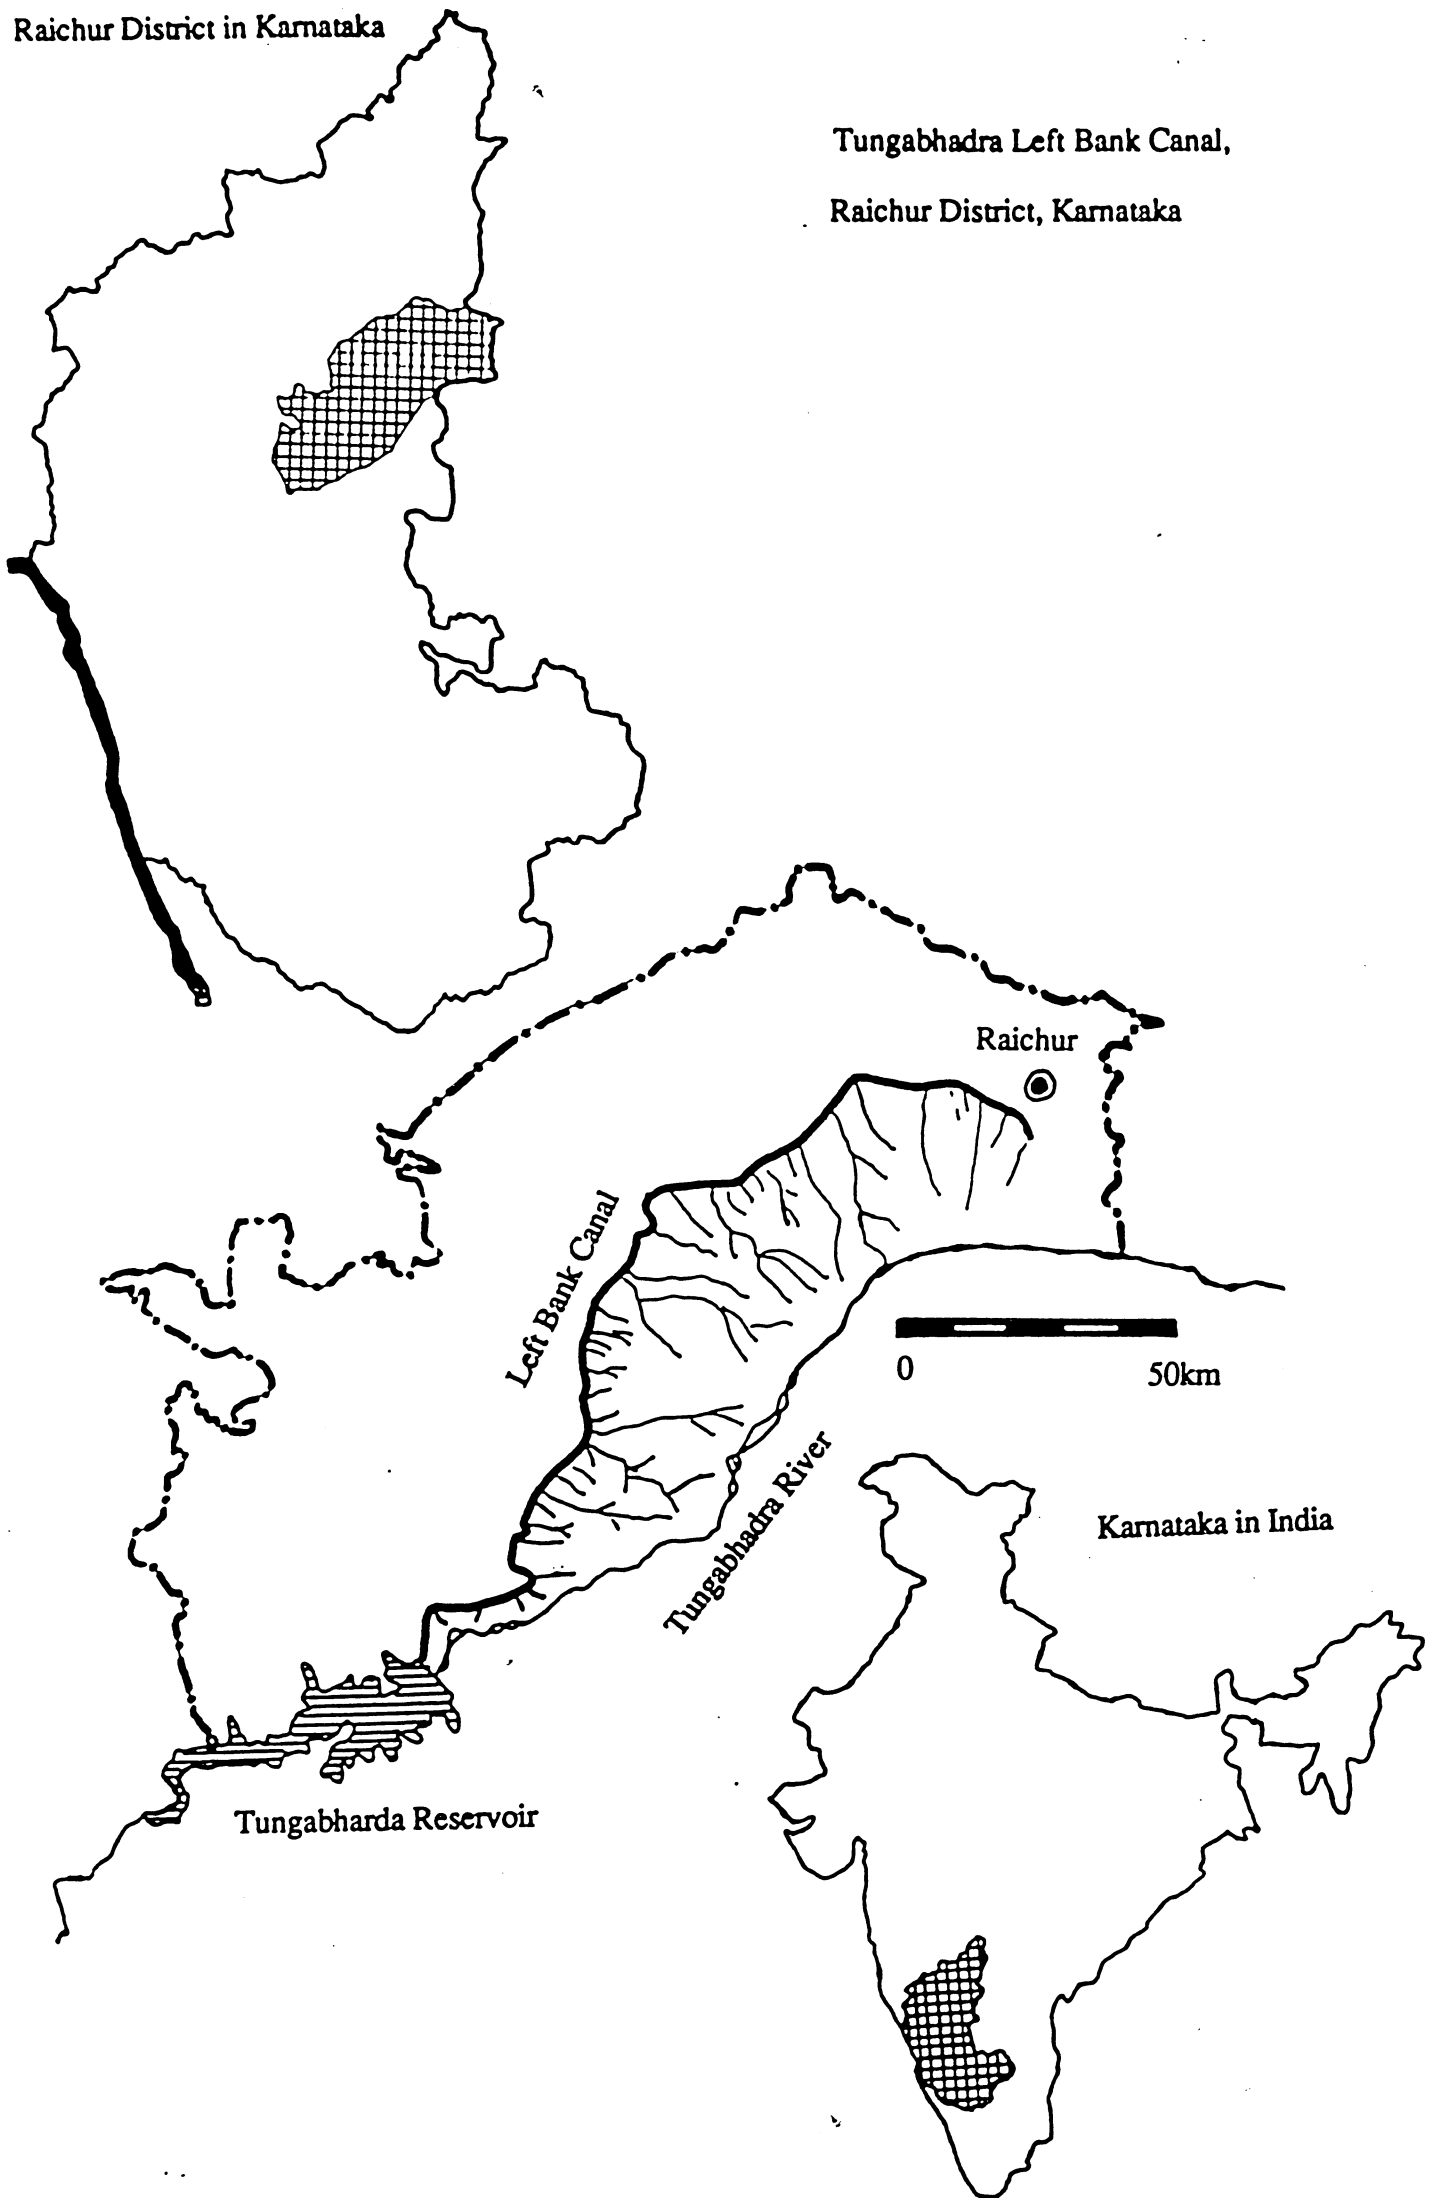 Raichur District in Karnataka
Tungabhadra Left Bank Canal,
Raichur District, Karnataka
Raichur
Left Bank Canal
0
50km
Tungabhadra River
Karnataka in India
Tungabharda Reservoir